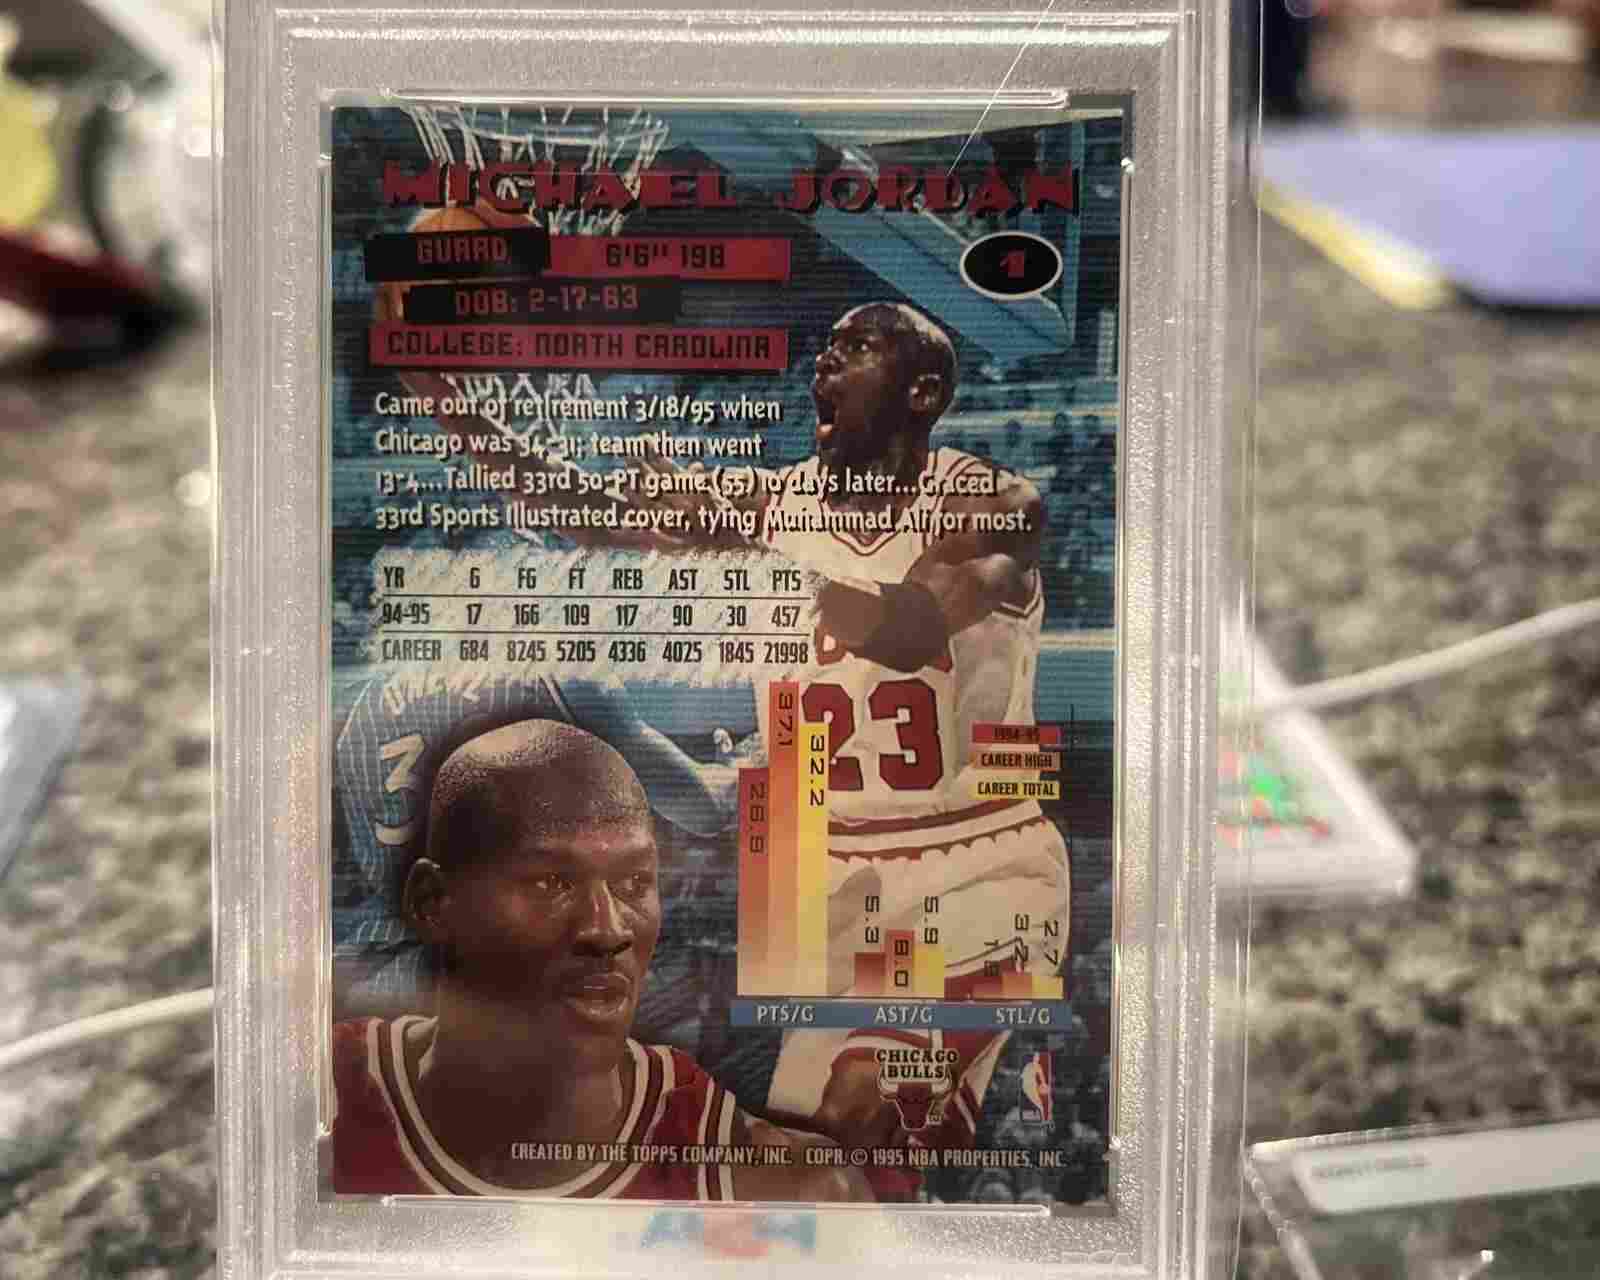 MICHAEL JORDAN
GUARD
6'6" 198
1
DOB: 2-17-63
COLLEGE: NORTH CAROLINA
Came out of retirement 3/18/95 when
Chicago was 34-31; team then went
13-4...Tallied 33rd 50-PT game (55) 10 days later...Graced
33rd Sports Illustrated cover, tying Muhammad Ali for most.
YR G FG FT REB AST STL PTS
94-95 17 166 109 117 90 30 457
CAREER 684 8245 5205 4336 4025 1845 21998
3
23
1994-95
CAREER HIGH
CAREER TOTAL
26.9
37.1
32.2
5.3
8.0
5.9
1.8
3.2
2.7
PTS/G AST/G STL/G
CHICAGO
BULLS
CREATED BY THE TOPPS COMPANY, INC. COPR. © 1995 NBA PROPERTIES, INC.